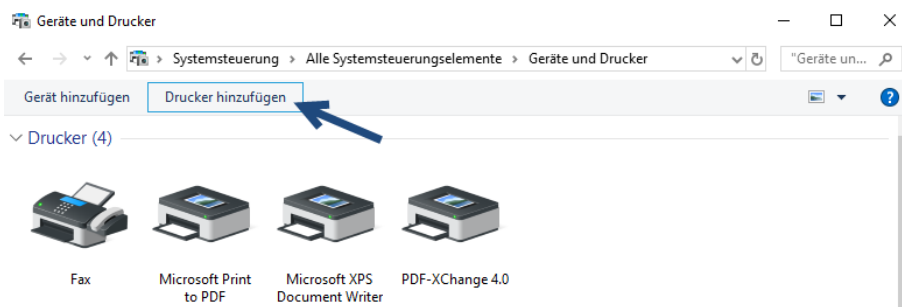 Geräte und Drucker
Systemsteuerung > Alle Systemsteuerungselemente > Geräte und Drucker
"Geräte un...
Gerät hinzufügen
Drucker hinzufügen
?
Drucker (4)
Fax
Microsoft Print
to PDF
Microsoft XPS
Document Writer
PDF-XChange 4.0